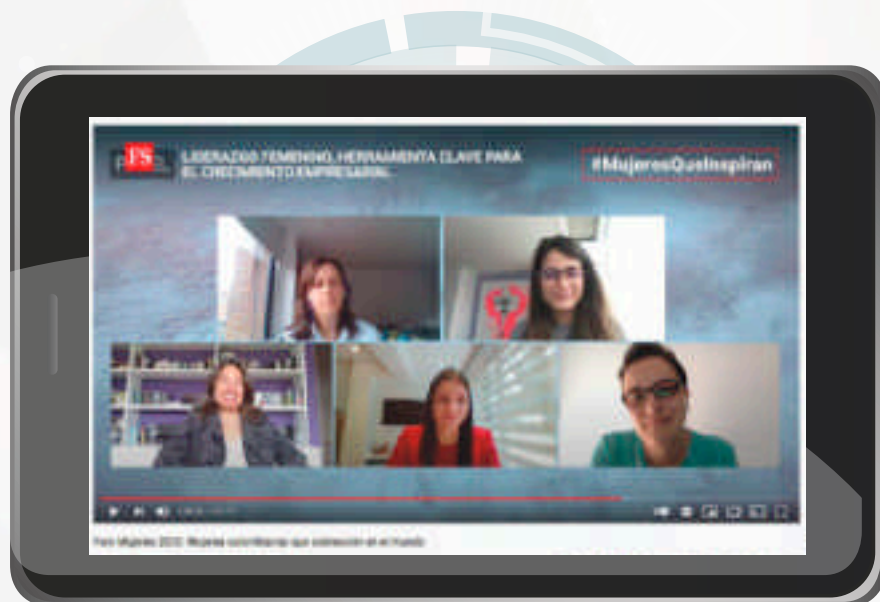 FS
LIDERAZGO FEMENINO, HERRAMIENTA CLAVE PARA
EL CRECIMIENTO EMPRESARIAL
#MujeresQueInspiran
Foro Mujeres 2021: Mujeres colombianas que sobresalen en el mundo